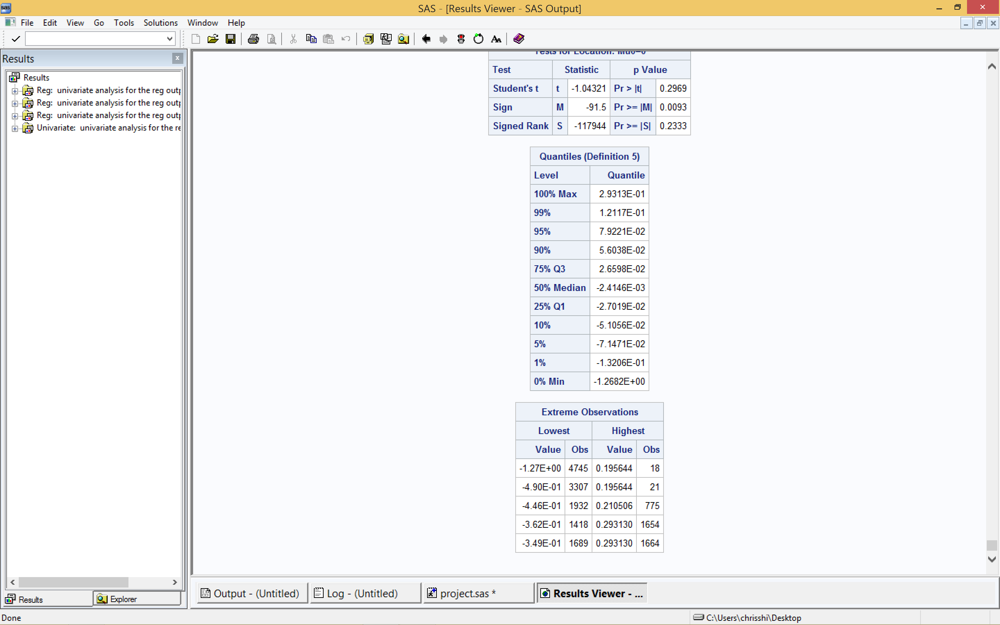 SAS - [Results Viewer - SAS Output]
File Edit View Go Tools Solutions Window Help
Results
Results
Reg: univariate analysis for the reg outp
Reg: univariate analysis for the reg outp
Reg: univariate analysis for the reg outp
Univariate: univariate analysis for the re
Results Explorer
Tests for Location: Mu0=0
Test Statistic p Value
Student's t t -1.04321 Pr > |t| 0.2969
Sign M -91.5 Pr >= |M| 0.0093
Signed Rank S -117944 Pr >= |S| 0.2333
Quantiles (Definition 5)
Level Quantile
100% Max 2.9313E-01
99% 1.2117E-01
95% 7.9221E-02
90% 5.6038E-02
75% Q3 2.6598E-02
50% Median -2.4146E-03
25% Q1 -2.7019E-02
10% -5.1056E-02
5% -7.1471E-02
1% -1.3206E-01
0% Min -1.2682E+00
Extreme Observations
Lowest Highest
Value Obs Value Obs
-1.27E+00 4745 0.195644 18
-4.90E-01 3307 0.195644 21
-4.46E-01 1932 0.210506 775
-3.62E-01 1418 0.293130 1654
-3.49E-01 1689 0.293130 1664
Output - (Untitled) Log - (Untitled) project.sas * Results Viewer - ...
Done C:\Users\chrisshi\Desktop